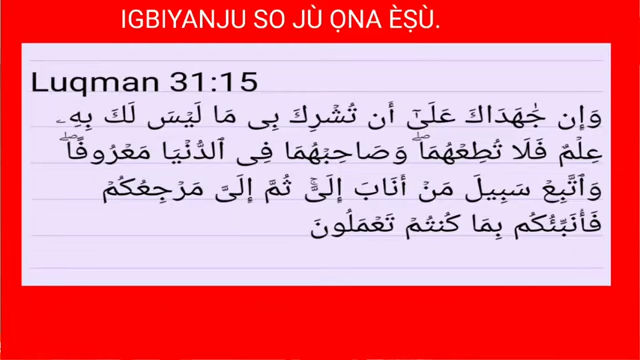 IGBIYANJU SO JÙ ỌNA ÈṢÙ.
Luqman 31:15
وَإِن جَٰهَدَاكَ عَلَىٰٓ أَن تُشْرِكَ بِى مَا لَيْسَ لَكَ بِهِۦ
عِلْمٌ فَلَا تُطِعْهُمَا ۖ وَصَاحِبْهُمَا فِى ٱلدُّنْيَا مَعْرُوفًا ۖ
وَٱتَّبِعْ سَبِيلَ مَنْ أَنَابَ إِلَىَّ ۚ ثُمَّ إِلَىَّ مَرْجِعُكُمْ
فَأُنَبِّئُكُم بِمَا كُنتُمْ تَعْمَلُونَ